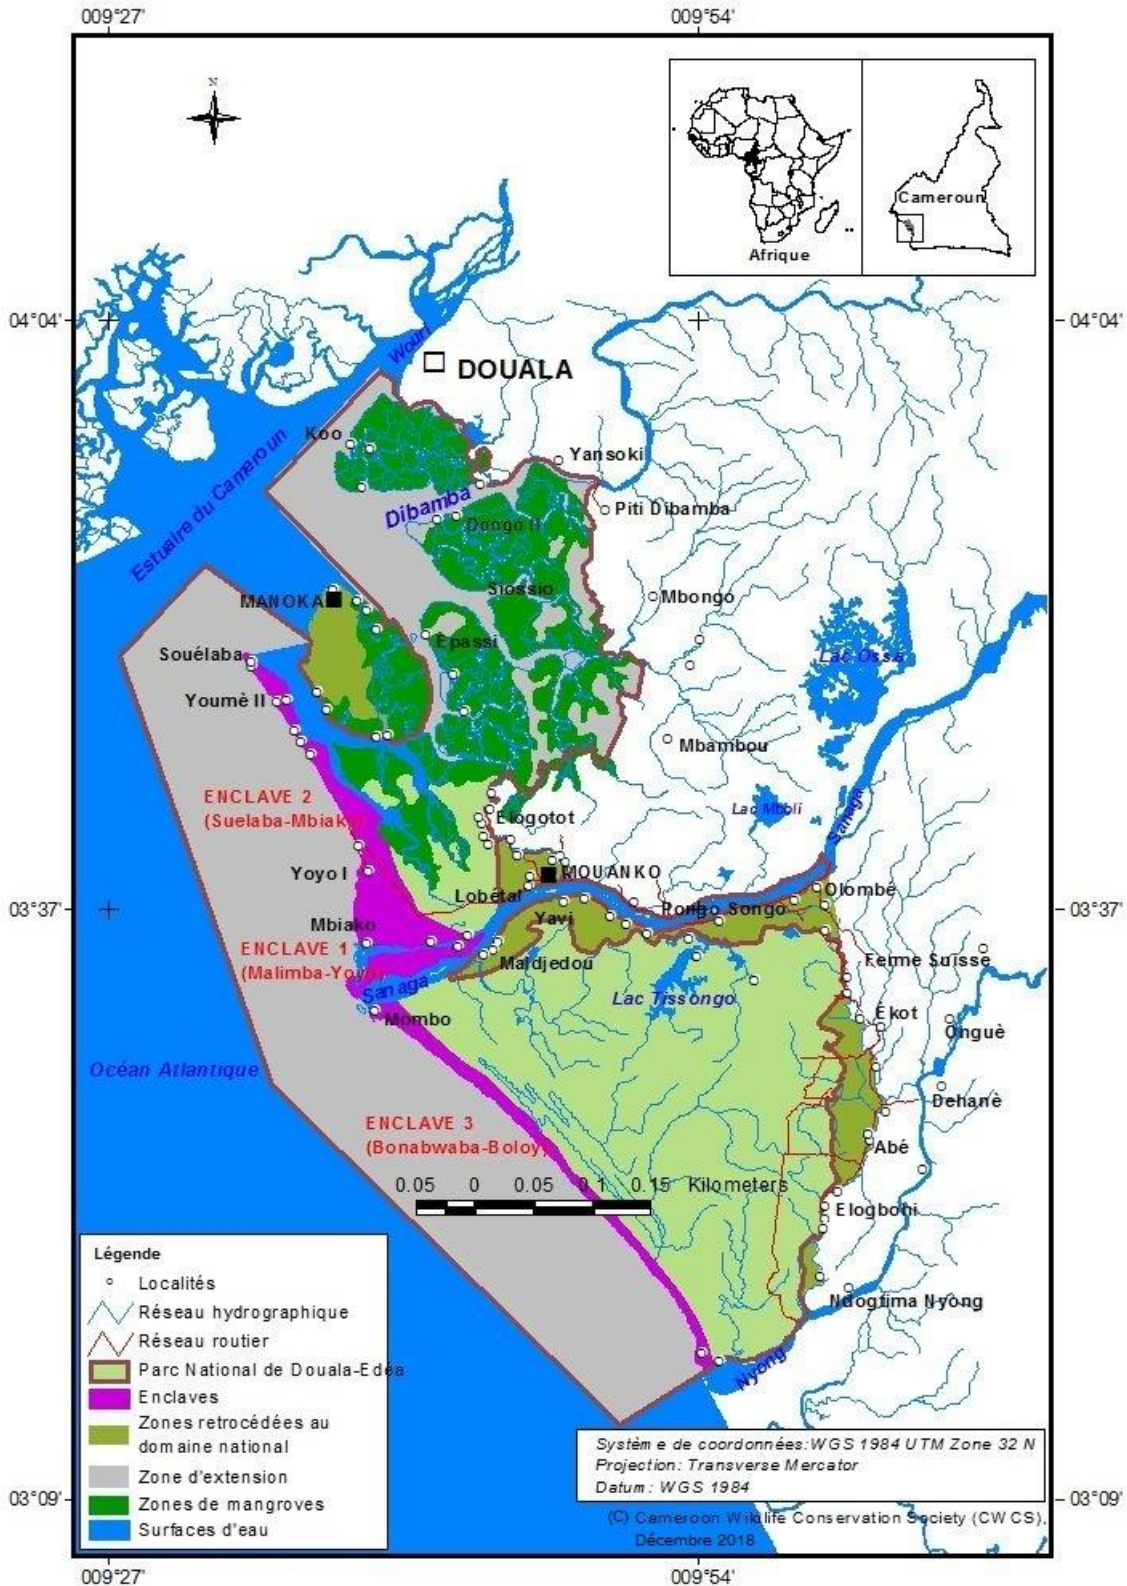 009°27'
009°54'
N
Cameroun
Afrique
04°04'
04°04'
Wouri
DOUALA
Koo
Yansoki
Estuaire du Cameroun
Dibamba
Dongo II
Piti Dibamba
Siossio
Mbongo
MANOKA
Epassi
Souélaba
Lac Ossa
Youmè II
Mbambou
ENCLAVE 2
(Suelaba-Mbiako)
Lac Mboli
Sanaga
Elogotot
Yoyo I
MOUANKO
Lobétal
Olombé
03°37'
Yavi
Pongo Songo
03°37'
Mbiako
ENCLAVE 1
(Malimba-Yoyo)
Maldjedou
Ferme Suisse
Sanaga
Lac Tissongo
Mombo
Ekot
Onguè
Océan Atlantique
Dehanè
ENCLAVE 3
(Bonabwaba-Boloy)
Abé
0.05 0 0.05 0.1 0.15 Kilometers
Elogbohi
Légende
Localités
Ndogtima Nyong
Réseau hydrographique
Réseau routier
Parc National de Douala-Edéa
Nyong
Enclaves
Zones retrocédées au
domaine national
Zone d'extension
Zones de mangroves
Surfaces d'eau
Système de coordonnées:WGS 1984 UTM Zone 32 N
Projection: Transverse Mercator
Datum: WGS 1984
03°09'
03°09'
(C) Cameroon Wildlife Conservation Society (CWCS),
Décembre 2018
009°27'
009°54'